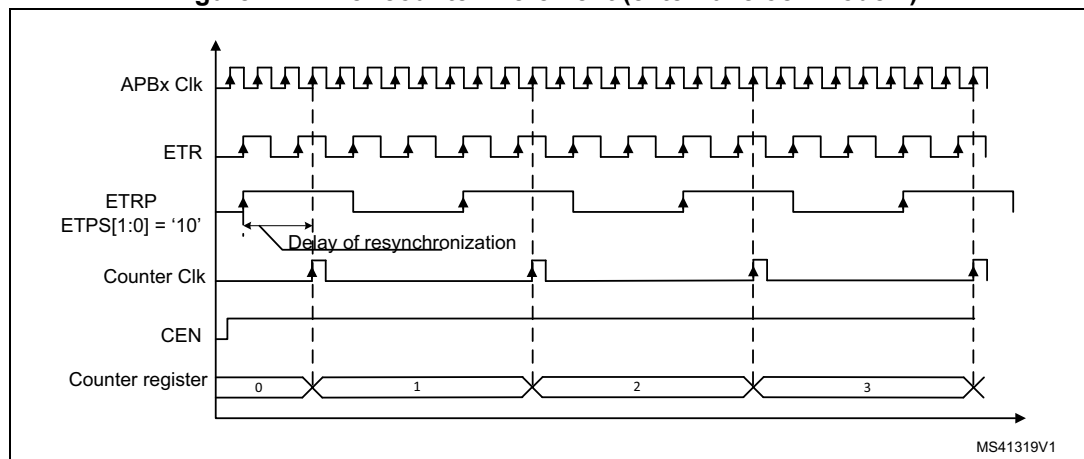 APBx Clk
ETR
ETRP
ETPS[1:0] = ‘10’
Delay of resynchronization
Counter Clk
CEN
Counter register
0 1 2 3
MS41319V1